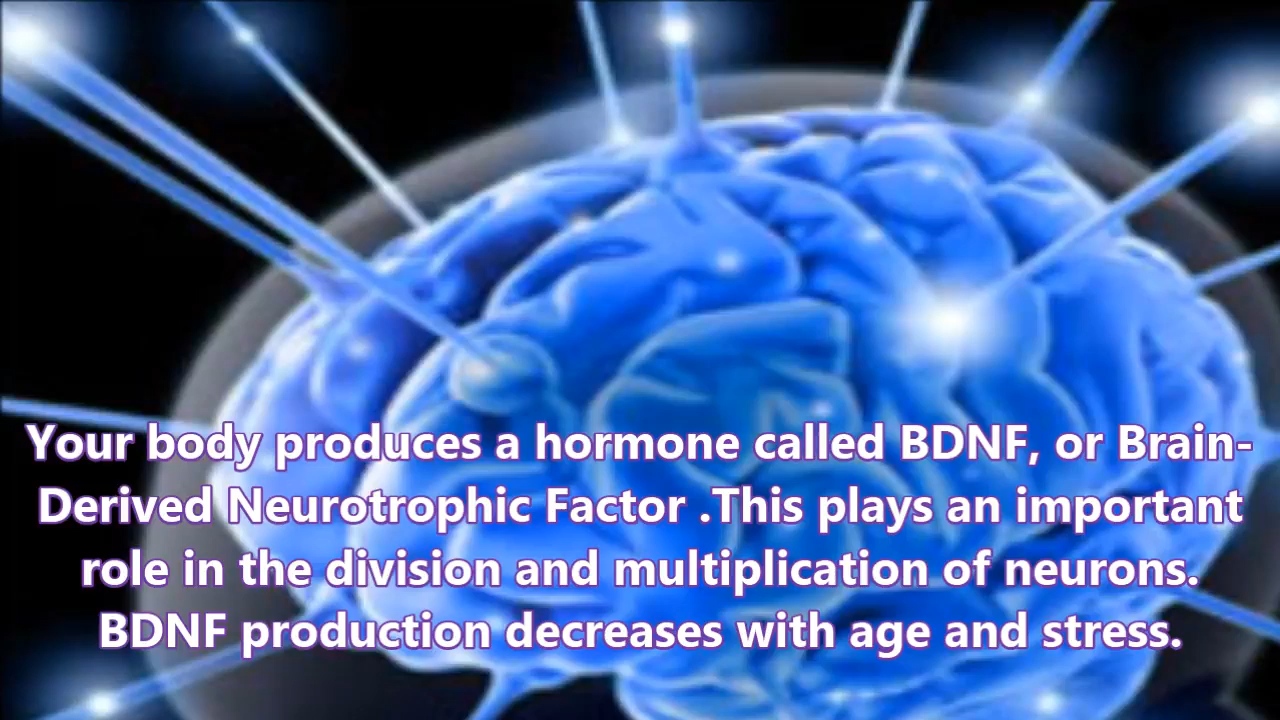 Your body produces a hormone called BDNF, or Brain-
Derived Neurotrophic Factor .This plays an important
role in the division and multiplication of neurons.
BDNF production decreases with age and stress.